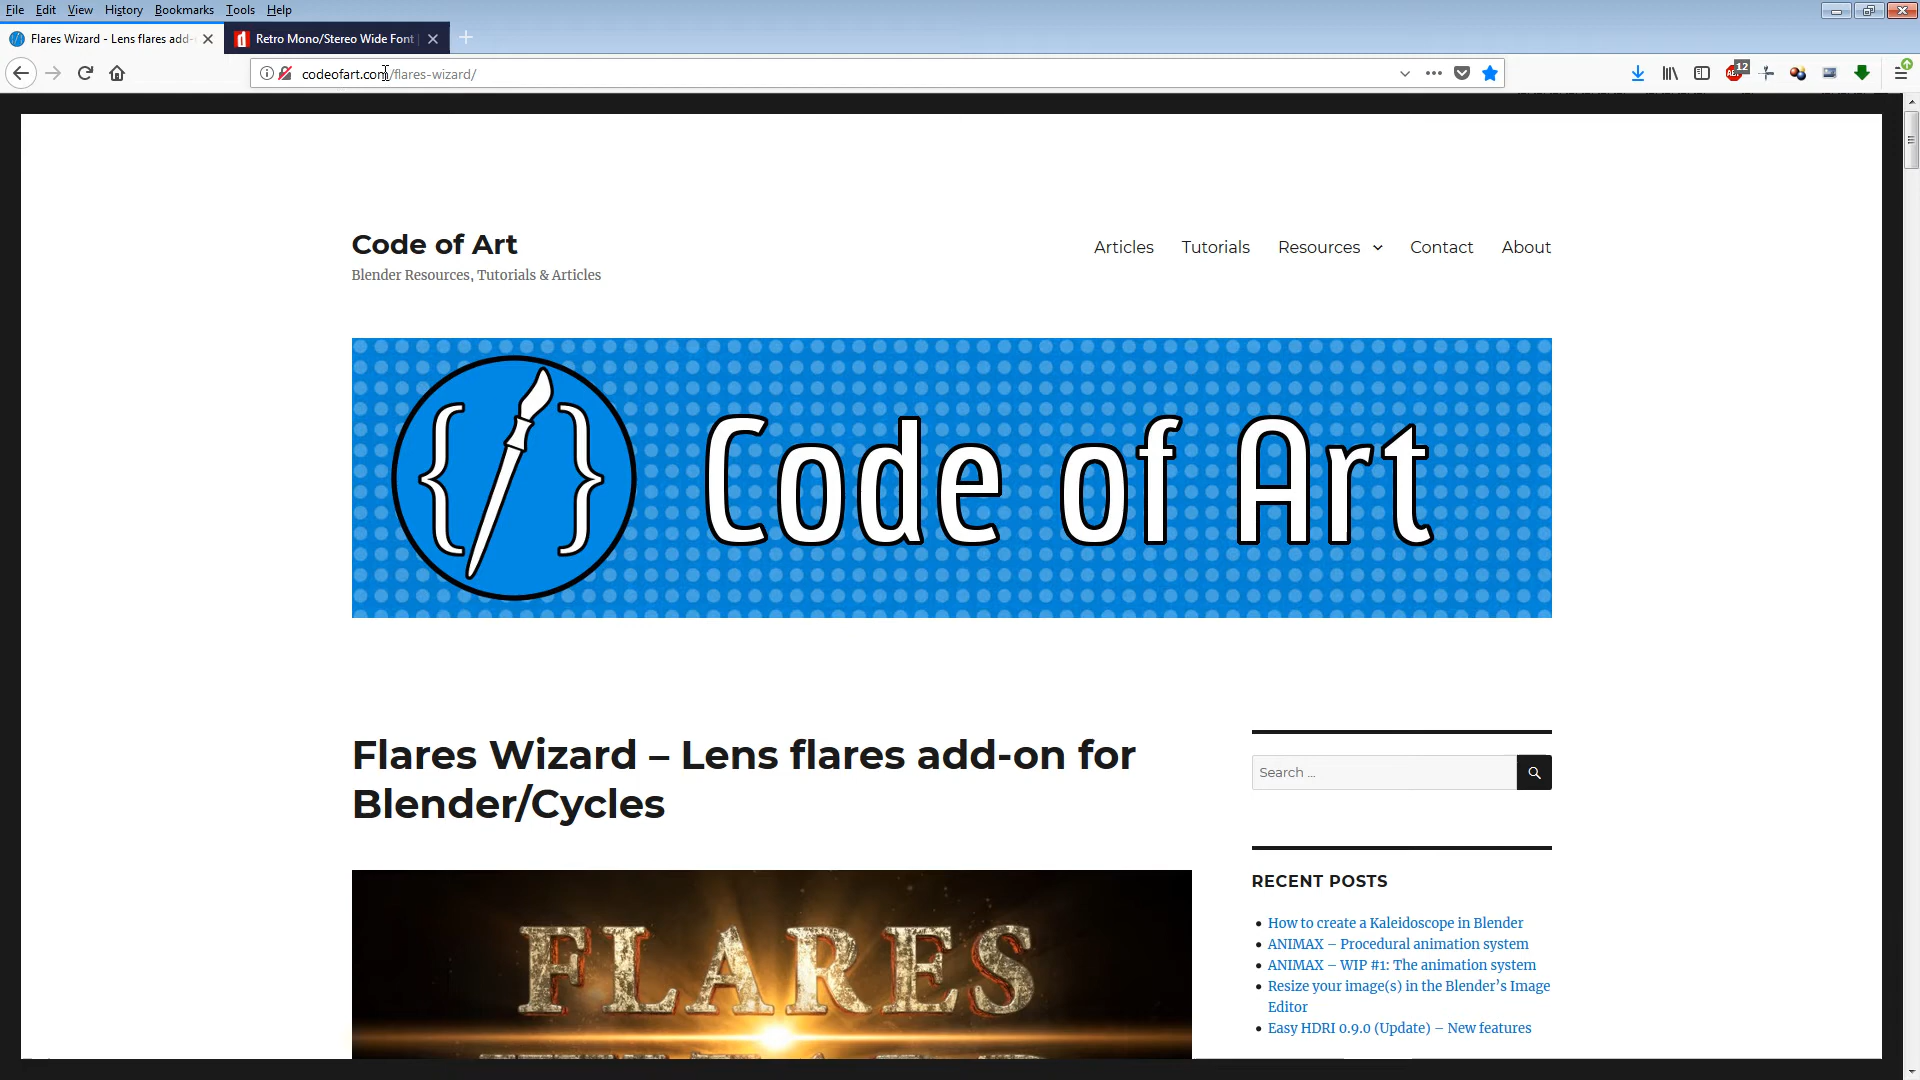 File Edit View History Bookmarks Tools Help
Flares Wizard - Lens flares add-
Retro Mono/Stereo Wide Font
codeofart.com/flares-wizard/
12
Code of Art
Blender Resources, Tutorials & Articles
Articles Tutorials Resources Contact About
Code of Art
Flares Wizard – Lens flares add-on for
Blender/Cycles
Search ...
RECENT POSTS
How to create a Kaleidoscope in Blender
ANIMAX – Procedural animation system
ANIMAX – WIP #1: The animation system
Resize your image(s) in the Blender's Image
Editor
Easy HDRI 0.9.0 (Update) – New features
FLARES